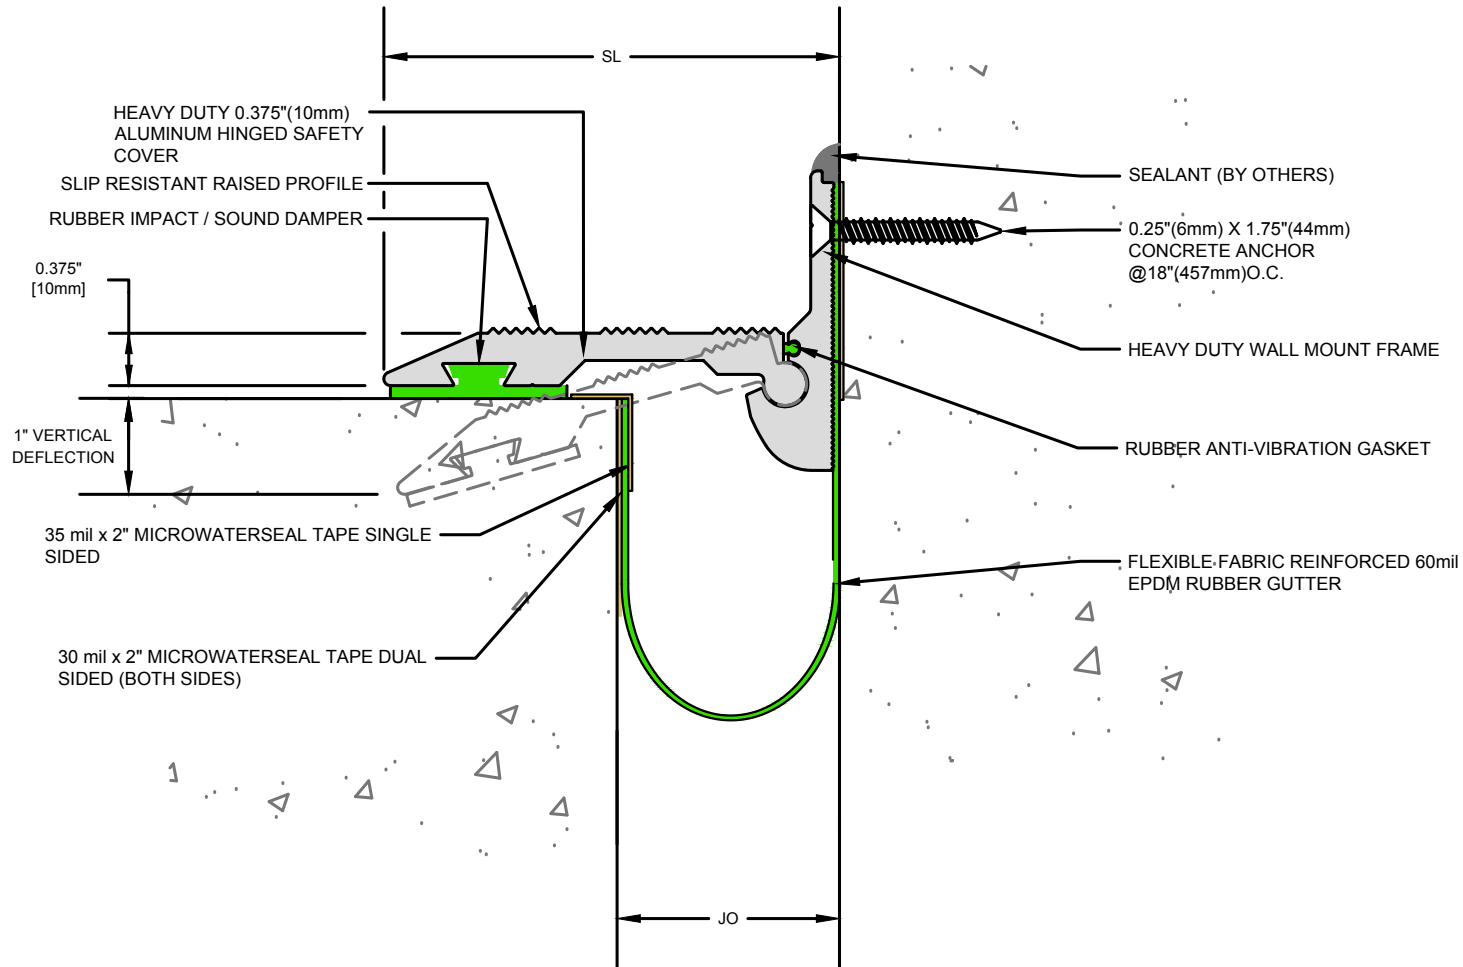 SL
HEAVY DUTY 0.375"(10mm)
ALUMINUM HINGED SAFETY
COVER
SLIP RESISTANT RAISED PROFILE
RUBBER IMPACT / SOUND DAMPER
0.375"
[10mm]
1" VERTICAL
DEFLECTION
35 mil x 2" MICROWATERSEAL TAPE SINGLE
SIDED
30 mil x 2" MICROWATERSEAL TAPE DUAL
SIDED (BOTH SIDES)
SEALANT (BY OTHERS)
0.25"(6mm) X 1.75"(44mm)
CONCRETE ANCHOR
@18"(457mm)O.C.
HEAVY DUTY WALL MOUNT FRAME
RUBBER ANTI-VIBRATION GASKET
FLEXIBLE FABRIC REINFORCED 60mil
EPDM RUBBER GUTTER
JO